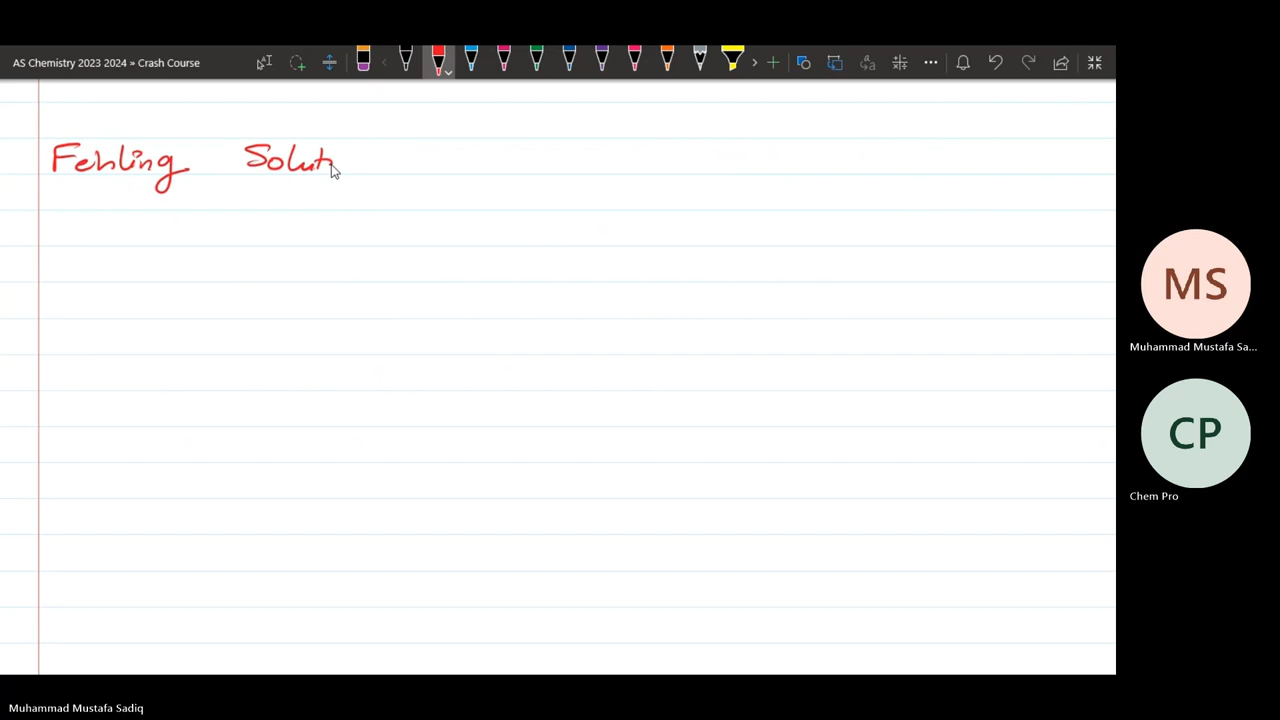 AS Chemistry 2023 2024 » Crash Course
Fehling Solut
MS
Muhammad Mustafa Sa...
CP
Chem Pro
Muhammad Mustafa Sadiq